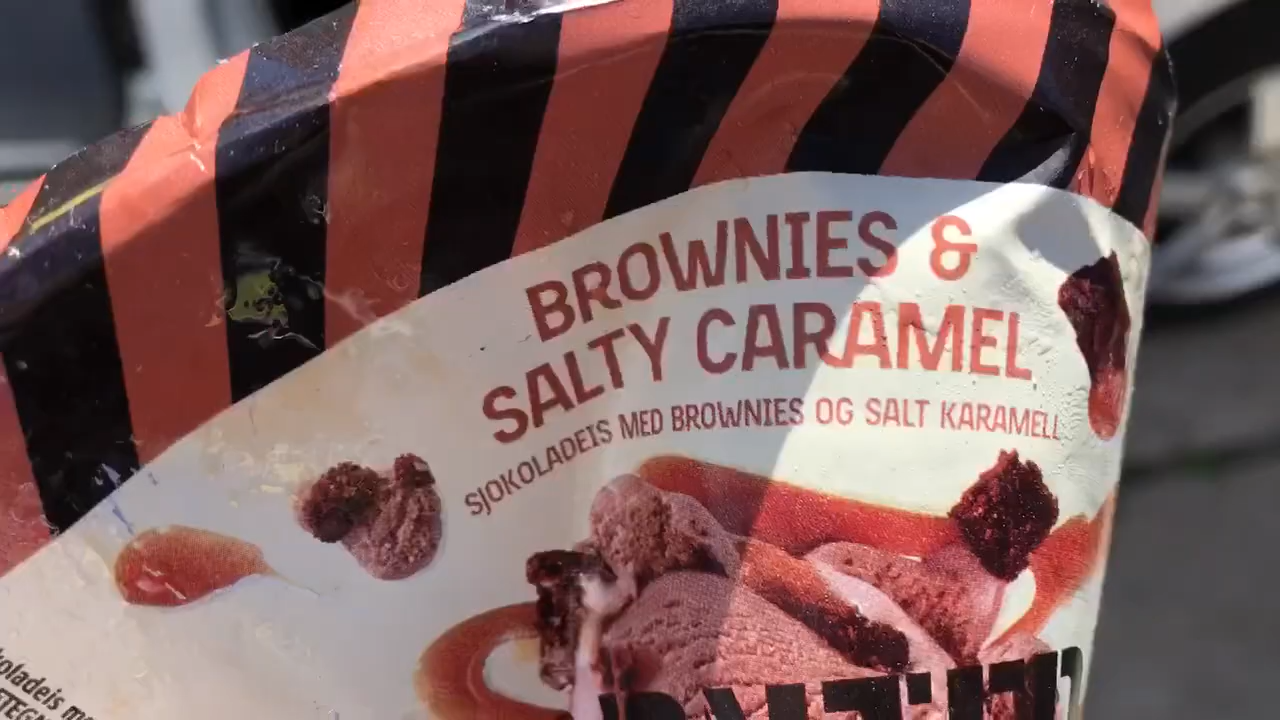 BROWNIES &
SALTY CARAMEL
SJOKOLADEIS MED BROWNIES OG SALT KARAMELL